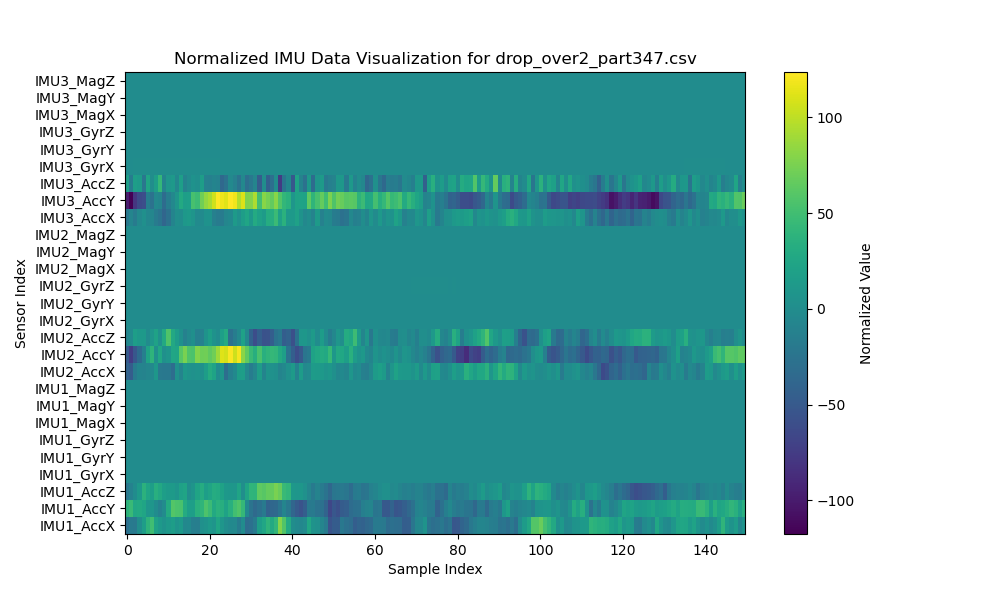 Normalized IMU Data Visualization for drop_over2_part347.csv
IMU3_MagZ
IMU3_MagY
IMU3_MagX
IMU3_GyrZ
IMU3_GyrY
IMU3_GyrX
IMU3_AccZ
IMU3_AccY
IMU3_AccX
IMU2_MagZ
IMU2_MagY
IMU2_MagX
IMU2_GyrZ
IMU2_GyrY
IMU2_GyrX
IMU2_AccZ
IMU2_AccY
IMU2_AccX
IMU1_MagZ
IMU1_MagY
IMU1_MagX
IMU1_GyrZ
IMU1_GyrY
IMU1_GyrX
IMU1_AccZ
IMU1_AccY
IMU1_AccX
Sensor Index
0 20 40 60 80 100 120 140
Sample Index
100
50
0
−50
−100
Normalized Value